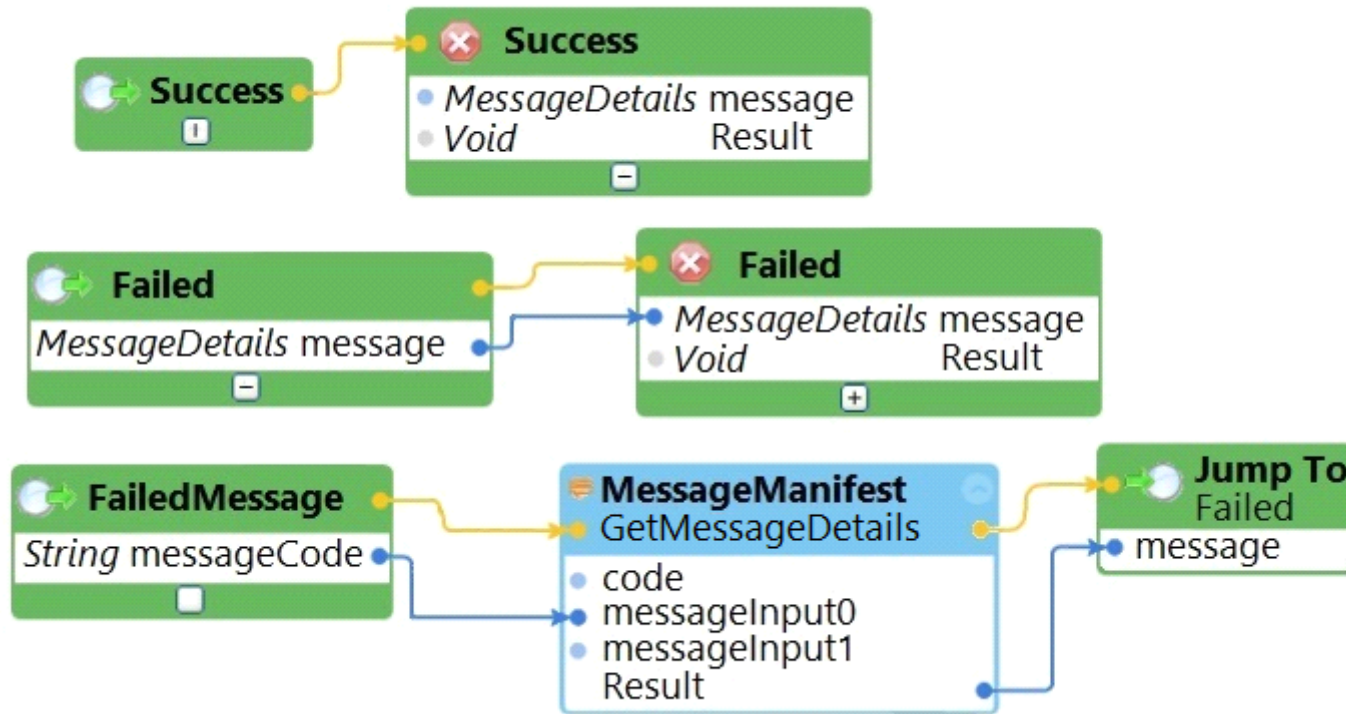 Success
Success
MessageDetails message
Void Result
Failed
MessageDetails message
Failed
MessageDetails message
Void Result
FailedMessage
String messageCode
MessageManifest
GetMessageDetails
code
messageInput0
messageInput1
Result
Jump To
Failed
message